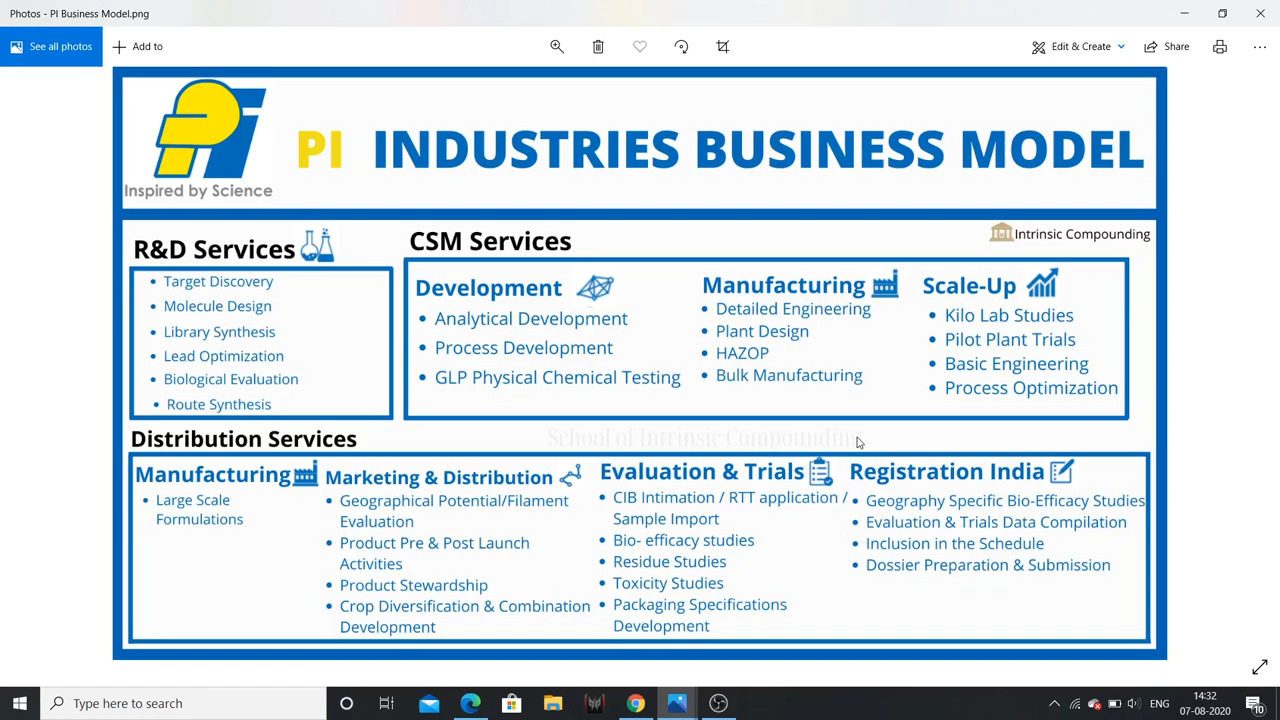 Photos - PI Business Model.png
See all photos
Add to
Edit & Create
Share
PI INDUSTRIES BUSINESS MODEL
Inspired by Science
R&D Services
Target Discovery
Molecule Design
Library Synthesis
Lead Optimization
Biological Evaluation
Route Synthesis
CSM Services
Intrinsic Compounding
Development
Analytical Development
Process Development
GLP Physical Chemical Testing
Manufacturing
Detailed Engineering
Plant Design
HAZOP
Bulk Manufacturing
Scale-Up
Kilo Lab Studies
Pilot Plant Trials
Basic Engineering
Process Optimization
School of Intrinsic Compounding
Distribution Services
Manufacturing
Large Scale
Formulations
Marketing & Distribution
Geographical Potential/Filament
Evaluation
Product Pre & Post Launch
Activities
Product Stewardship
Crop Diversification & Combination
Development
Evaluation & Trials
CIB Intimation / RTT application /
Sample Import
Bio- efficacy studies
Residue Studies
Toxicity Studies
Packaging Specifications
Development
Registration India
Geography Specific Bio-Efficacy Studies
Evaluation & Trials Data Compilation
Inclusion in the Schedule
Dossier Preparation & Submission
Type here to search
ENG
14:32
07-08-2020
10